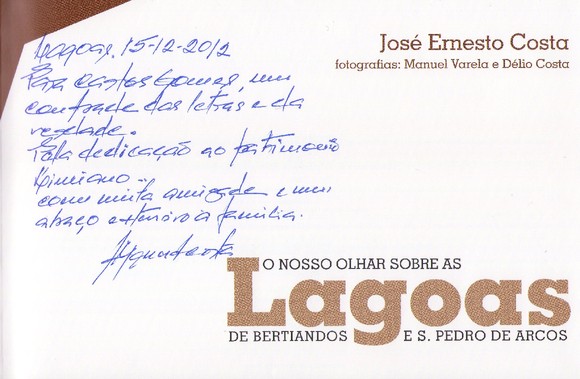 Lagoas, 15-12-2012
Para Carlos Gomes, um
confrade das letras e da
verdade.
Pela dedicação ao património
limiano...
com muita amizade e um
abraço extensivo a família.
José Ernesto Costa
fotografias: Manuel Varela e Délio Costa
O NOSSO OLHAR SOBRE AS
Lagoas
DE BERTIANDOS E S. PEDRO DE ARCOS